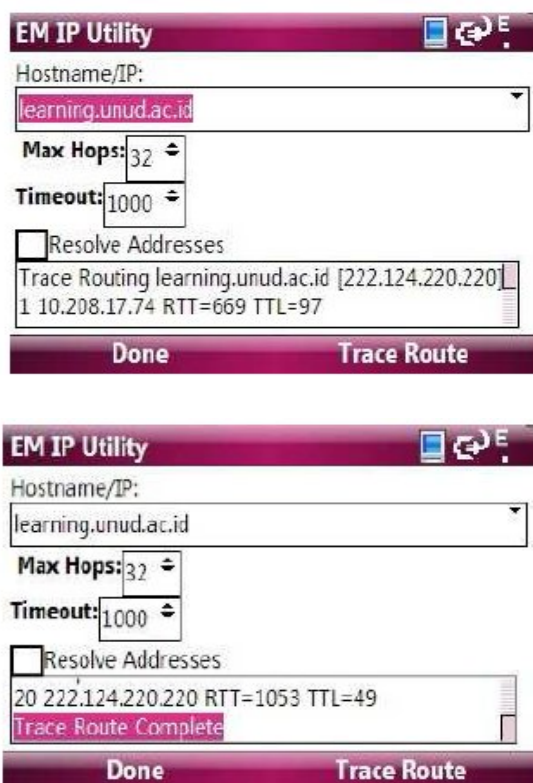 EM IP Utility
E
Hostname/IP:
learning.unud.ac.id
Max Hops: 32
Timeout: 1000
Resolve Addresses
Trace Routing learning.unud.ac.id [222.124.220.220]
1 10.208.17.74 RTT=669 TTL=97
Done Trace Route
EM IP Utility
E
Hostname/IP:
learning.unud.ac.id
Max Hops: 32
Timeout: 1000
Resolve Addresses
20 222.124.220.220 RTT=1053 TTL=49
Trace Route Complete
Done Trace Route